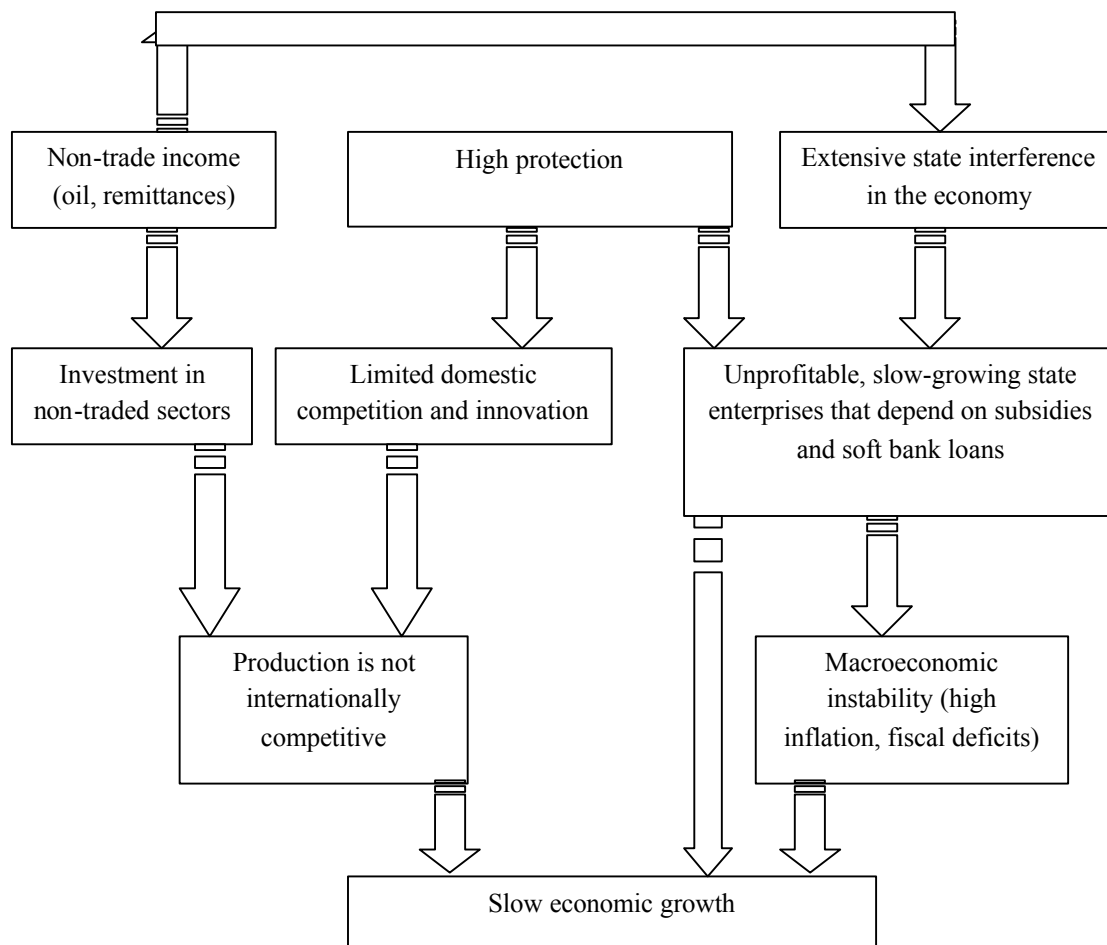 Non-trade income
(oil, remittances)
High protection
Extensive state interference
in the economy
Investment in
non-traded sectors
Limited domestic
competition and innovation
Unprofitable, slow-growing state
enterprises that depend on subsidies
and soft bank loans
Production is not
internationally
competitive
Macroeconomic
instability (high
inflation, fiscal deficits)
Slow economic growth